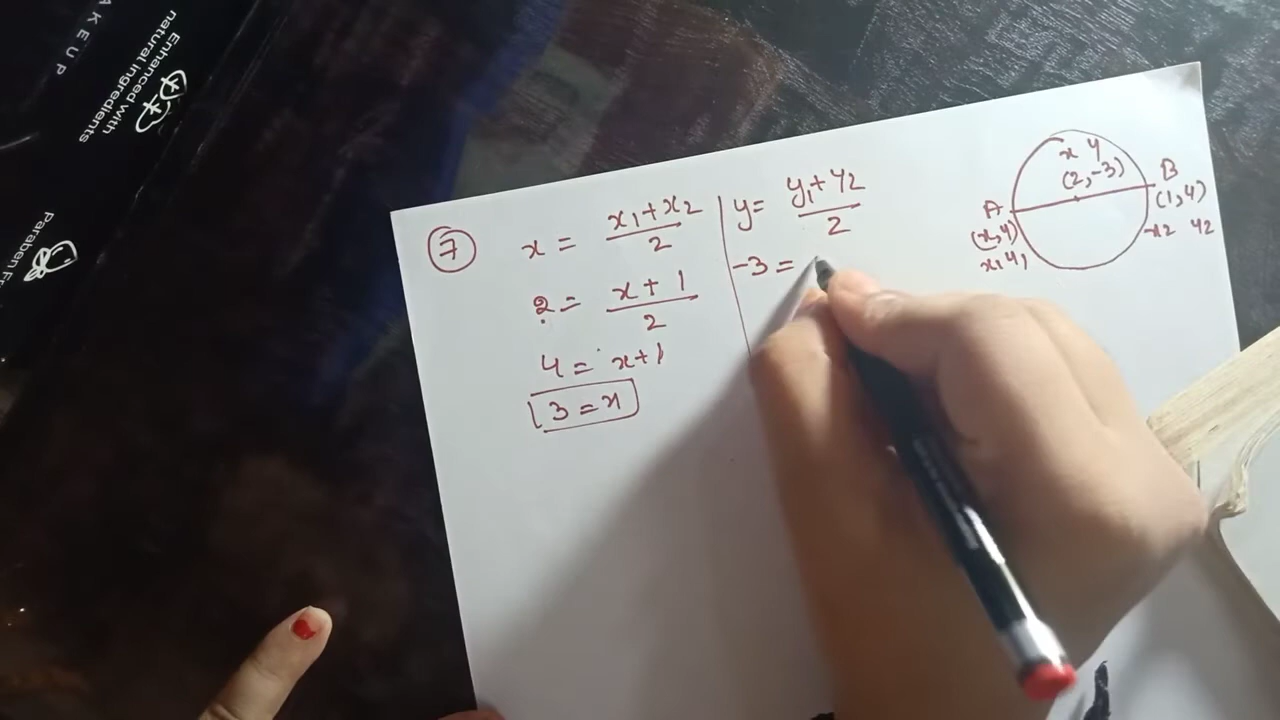 AKEUP
Enhanced with
natural ingredients
Paraben
7
x = x₁+x₂/2
2 = x+1/2
4 = x+1
3 = x
y = y₁+y₂/2
-3 =
x y
(2,-3)
A
(x,y)
x₁ y₁
B
(1,4)
x2 y2